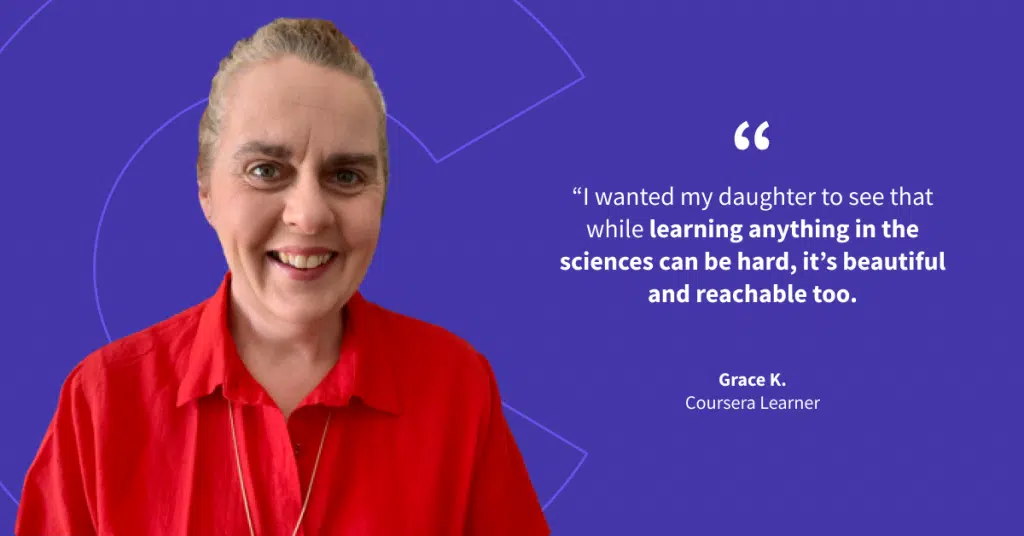 “
“I wanted my daughter to see that
while learning anything in the
sciences can be hard, it’s beautiful
and reachable too.
Grace K.
Coursera Learner